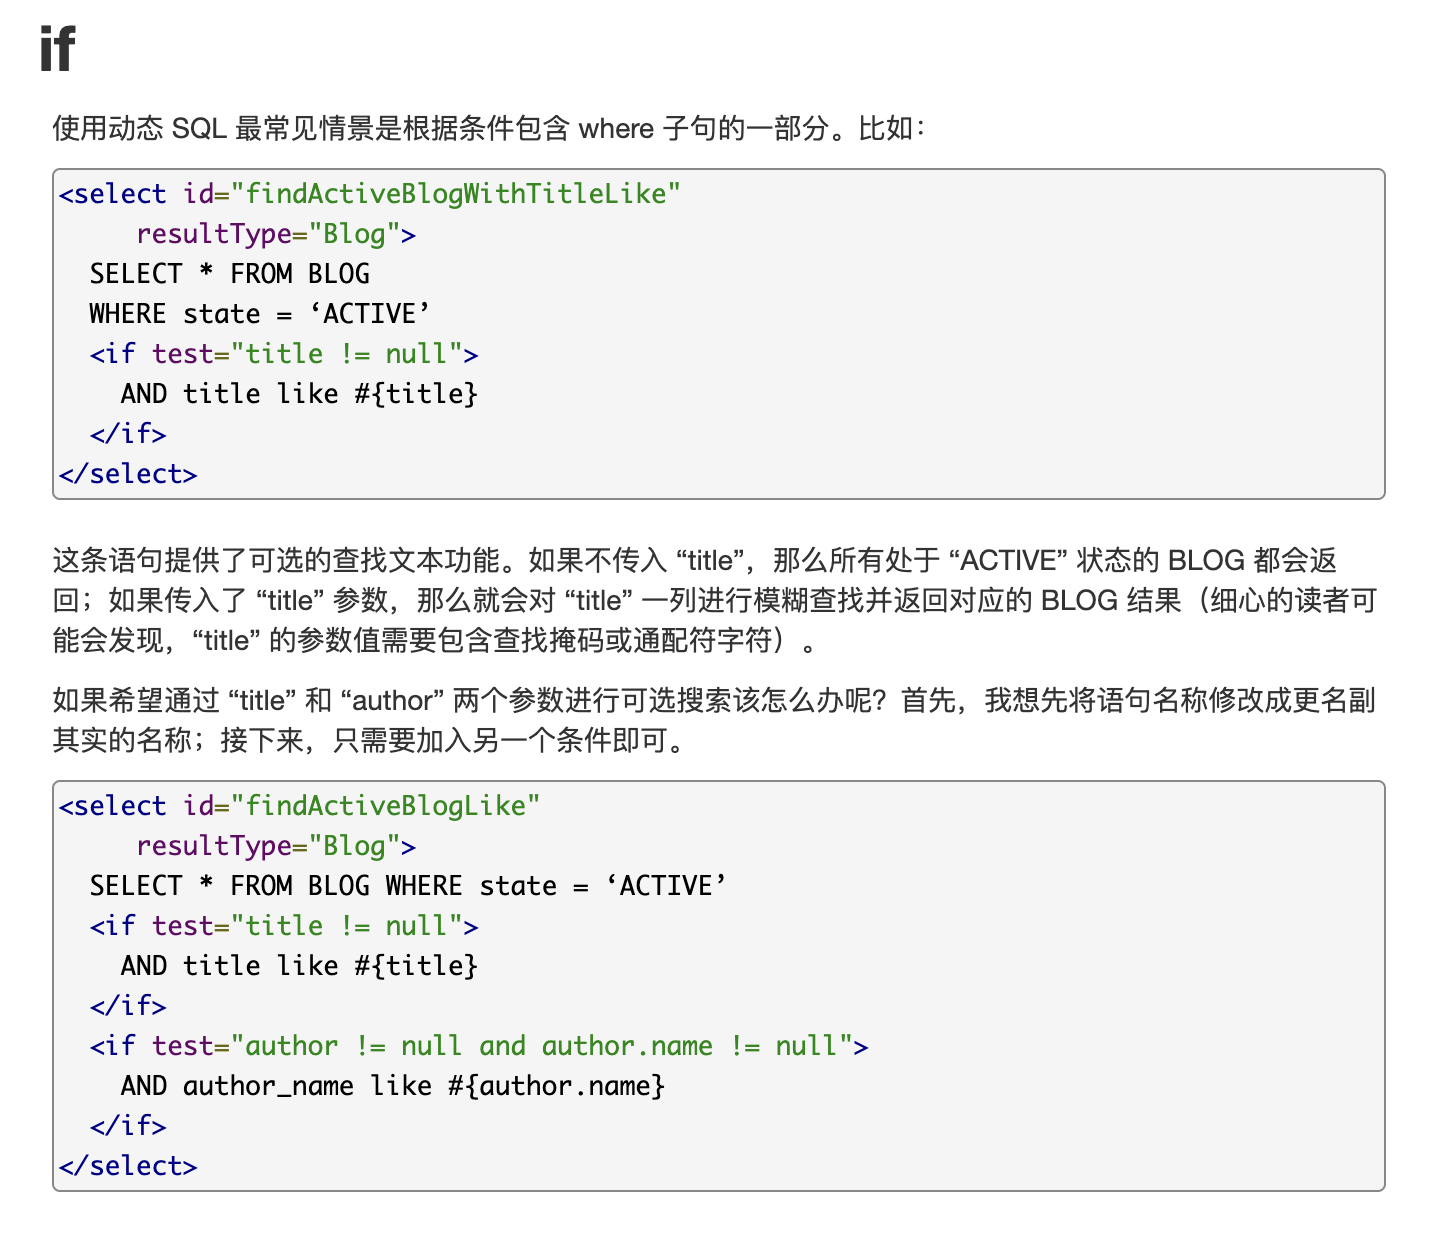 if
使用动态 SQL 最常见情景是根据条件包含 where 子句的一部分。比如：
<select id="findActiveBlogWithTitleLike"
     resultType="Blog">
  SELECT * FROM BLOG
  WHERE state = ‘ACTIVE’
  <if test="title != null">
    AND title like #{title}
  </if>
</select>
这条语句提供了可选的查找文本功能。如果不传入 “title”，那么所有处于 “ACTIVE” 状态的 BLOG 都会返
回；如果传入了 “title” 参数，那么就会对 “title” 一列进行模糊查找并返回对应的 BLOG 结果（细心的读者可
能会发现，“title” 的参数值需要包含查找掩码或通配符字符）。
如果希望通过 “title” 和 “author” 两个参数进行可选搜索该怎么办呢？首先，我想先将语句名称修改成更名副
其实的名称；接下来，只需要加入另一个条件即可。
<select id="findActiveBlogLike"
     resultType="Blog">
  SELECT * FROM BLOG WHERE state = ‘ACTIVE’
  <if test="title != null">
    AND title like #{title}
  </if>
  <if test="author != null and author.name != null">
    AND author_name like #{author.name}
  </if>
</select>